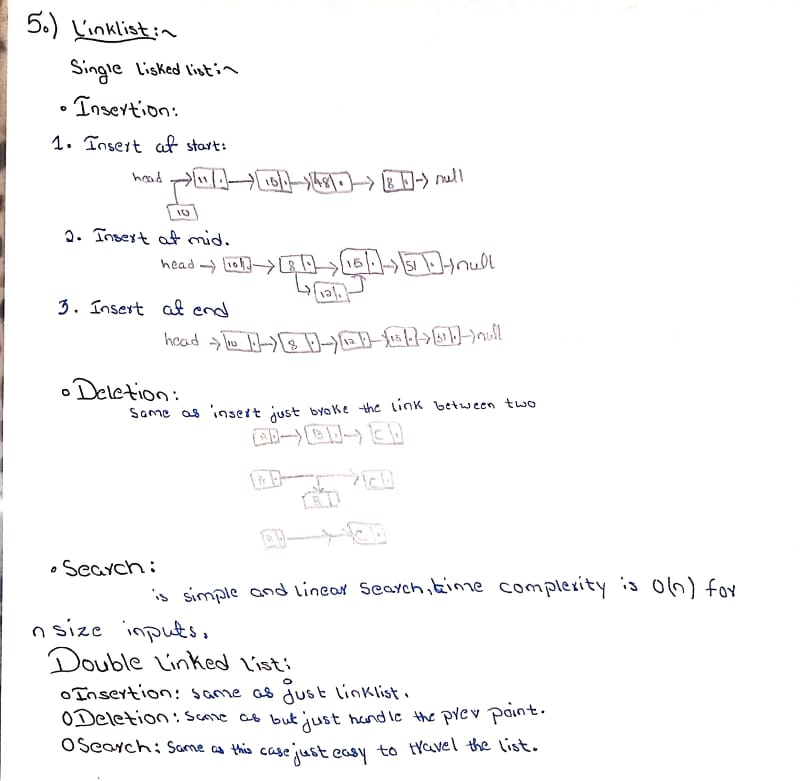 5.) Linklist:~
Single Lisked list:~
• Insertion:
1. Insert at start:
head → 11 → 15 → 48 → 8 → null
10
2. Insert at mid.
head → 10 → 8 → 15 → 51 → null
12
3. Insert at end
head → 10 → 8 → 12 → 15 → 51 → null
• Deletion:
Same as insert just broke the link between two
A → B → C
A → C
B
A → C
• Search:
is simple and linear Search, time complexity is O(n) for
n size inputs,
Double Linked list:
o Insertion: Same as just linklist.
o Deletion: Same as but just handle the prev point.
o Search: Same as this case just easy to travel the list.